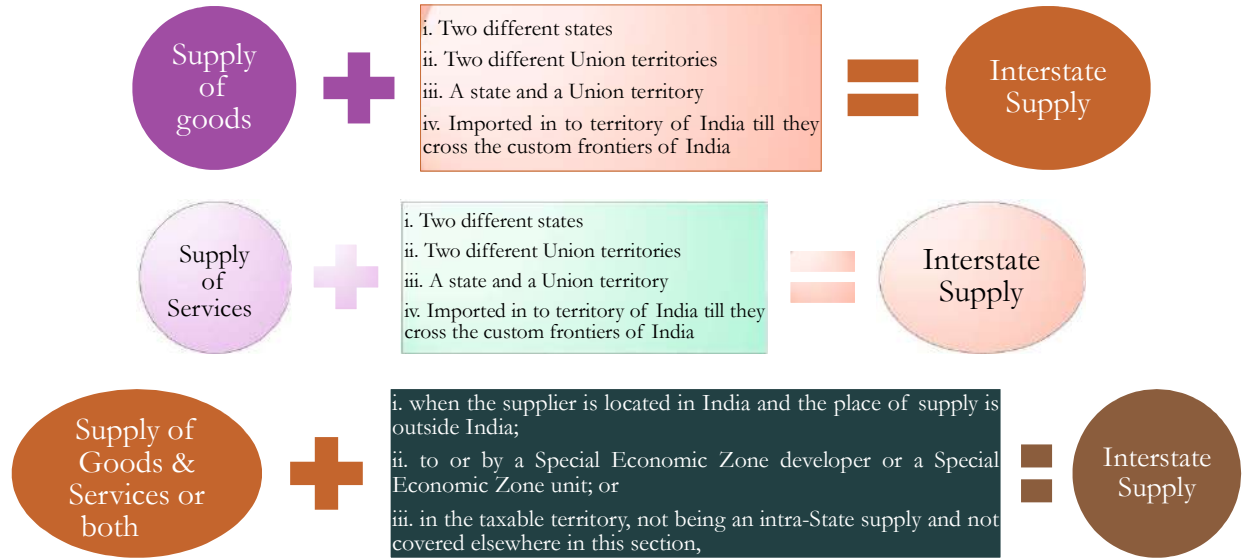 Supply
of
goods
i. Two different states
ii. Two different Union territories
iii. A state and a Union territory
iv. Imported in to territory of India till they
cross the custom frontiers of India
Interstate
Supply
Supply
of
Services
i. Two different states
ii. Two different Union territories
iii. A state and a Union territory
iv. Imported in to territory of India till they
cross the custom frontiers of India
Interstate
Supply
Supply of
Goods &
Services or
both
i. when the supplier is located in India and the place of supply is
outside India;
ii. to or by a Special Economic Zone developer or a Special
Economic Zone unit; or
iii. in the taxable territory, not being an intra-State supply and not
covered elsewhere in this section,
Interstate
Supply